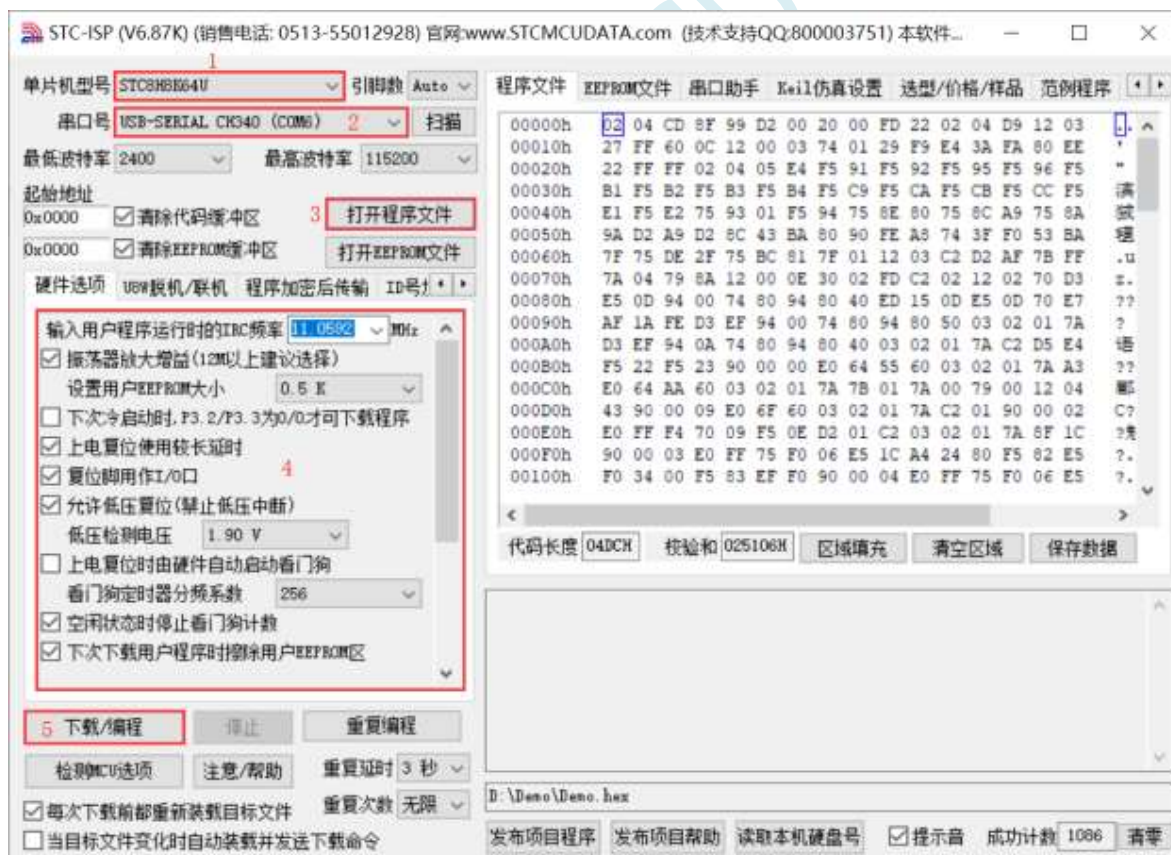 STC-ISP (V6.87K) (销售电话: 0513-55012928) 官网:www.STCMCUDATA.com (技术支持QQ:800003751) 本软件...
1
单片机型号 STC8H8K64U 引脚数 Auto
串口号 USB-SERIAL CH340 (COM6) 2 扫描
最低波特率 2400 最高波特率 115200
起始地址
0x0000 清除代码缓冲区 3 打开程序文件
0x0000 清除EEPROM缓冲区 打开EEPROM文件
硬件选项 U8W脱机/联机 程序加密后传输 ID号
输入用户程序运行时的IRC频率 11.0592 MHz
振荡器放大增益(12M以上建议选择)
设置用户EEPROM大小 0.5 K
下次冷启动时,P3.2/P3.3为0/0才可下载程序
上电复位使用较长延时
复位脚用作I/O口 4
允许低压复位(禁止低压中断)
低压检测电压 1.90 V
上电复位时由硬件自动启动看门狗
看门狗定时器分频系数 256
空闲状态时停止看门狗计数
下次下载用户程序时擦除用户EEPROM区
5 下载/编程 停止 重复编程
检测MCU选项 注意/帮助 重复延时 3 秒
每次下载前都重新装载目标文件 重复次数 无限
当目标文件变化时自动装载并发送下载命令
程序文件 EEPROM文件 串口助手 Keil仿真设置 选型/价格/样品 范例程序
00000h 02 04 CD 8F 99 D2 00 20 00 FD 22 02 04 D9 12 03 ..
00010h 27 FF 60 0C 12 00 03 74 01 29 F9 E4 3A FA 80 EE '
00020h 22 FF FF 02 04 05 E4 F5 91 F5 92 F5 95 F5 96 F5 "
00030h B1 F5 B2 F5 B3 F5 B4 F5 C9 F5 CA F5 CB F5 CC F5
00040h E1 F5 E2 75 93 01 F5 94 75 8E 80 75 8C A9 75 8A
00050h 9A D2 A9 D2 8C 43 BA 80 90 FE A8 74 3F F0 53 BA
00060h 7F 75 DE 2F 75 BC 81 7F 01 12 03 C2 D2 AF 7B FF .u
00070h 7A 04 79 8A 12 00 0E 30 02 FD C2 02 12 02 70 D3 z.
00080h E5 0D 94 00 74 80 94 80 40 ED 15 0D E5 0D 70 E7 ??
00090h AF 1A FE D3 EF 94 00 74 80 94 80 50 03 02 01 7A ?
000A0h D3 EF 94 0A 74 80 94 80 40 03 02 01 7A C2 D5 E4 语
000B0h F5 22 F5 23 90 00 00 E0 64 55 60 03 02 01 7A A3 ??
000C0h E0 64 AA 60 03 02 01 7A 7B 01 7A 00 79 00 12 04
000D0h 43 90 00 09 E0 6F 60 03 02 01 7A C2 01 90 00 02 C?
000E0h E0 FF F4 70 09 F5 0E D2 01 C2 03 02 01 7A 8F 1C
000F0h 90 00 03 E0 FF 75 F0 06 E5 1C A4 24 80 F5 82 E5 ?.
00100h F0 34 00 F5 83 EF F0 90 00 04 E0 FF 75 F0 06 E5 ?.
代码长度 04DCH 校验和 025106H 区域填充 清空区域 保存数据
D:\Demo\Demo.hex
发布项目程序 发布项目帮助 读取本机硬盘号 提示音 成功计数 1086 清零